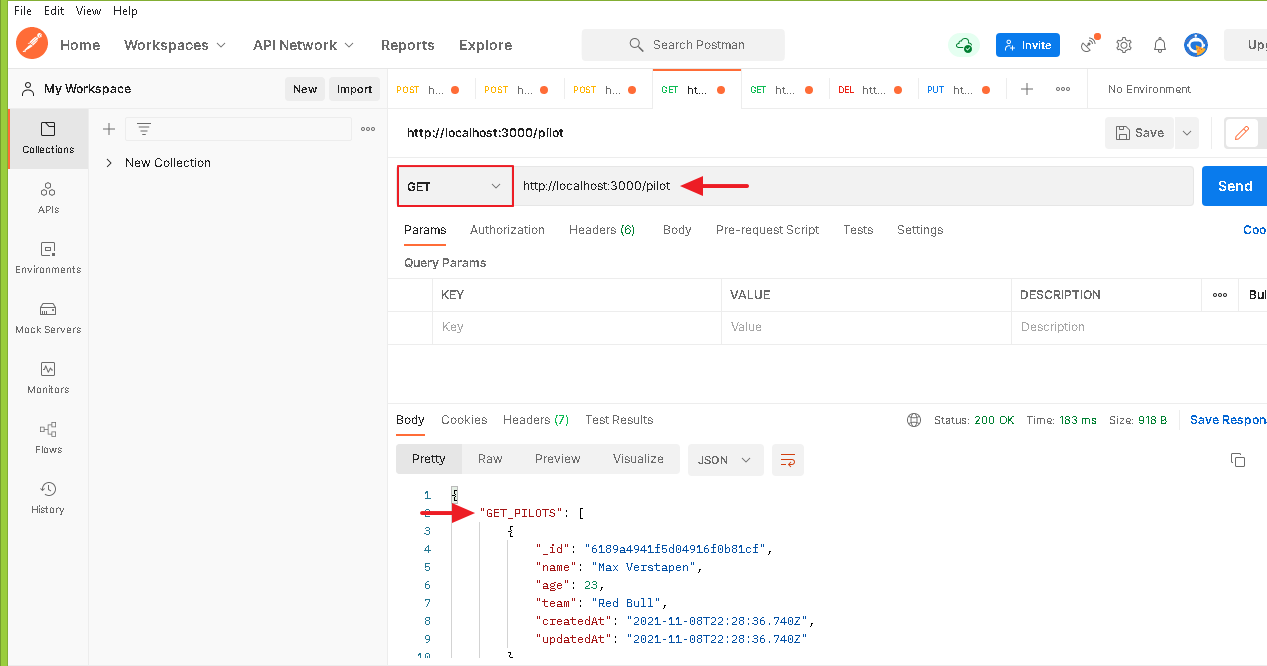 File Edit View Help
Home Workspaces API Network Reports Explore Search Postman Invite Upg
My Workspace New Import POST h... POST h... POST h... GET ht... GET ht... DEL htt... PUT htt... No Environment
Collections
New Collection
APIs
Environments
Mock Servers
Monitors
Flows
History
http://localhost:3000/pilot Save
GET http://localhost:3000/pilot Send
Params Authorization Headers (6) Body Pre-request Script Tests Settings Coo
Query Params
KEY VALUE DESCRIPTION Bul
Key Value Description
Body Cookies Headers (7) Test Results Status: 200 OK Time: 183 ms Size: 918 B Save Respon
Pretty Raw Preview Visualize JSON
1 {
2 "GET_PILOTS": [
3 {
4 "_id": "6189a4941f5d04916f0b81cf",
5 "name": "Max Verstapen",
6 "age": 23,
7 "team": "Red Bull",
8 "createdAt": "2021-11-08T22:28:36.740Z",
9 "updatedAt": "2021-11-08T22:28:36.740Z"
10 }